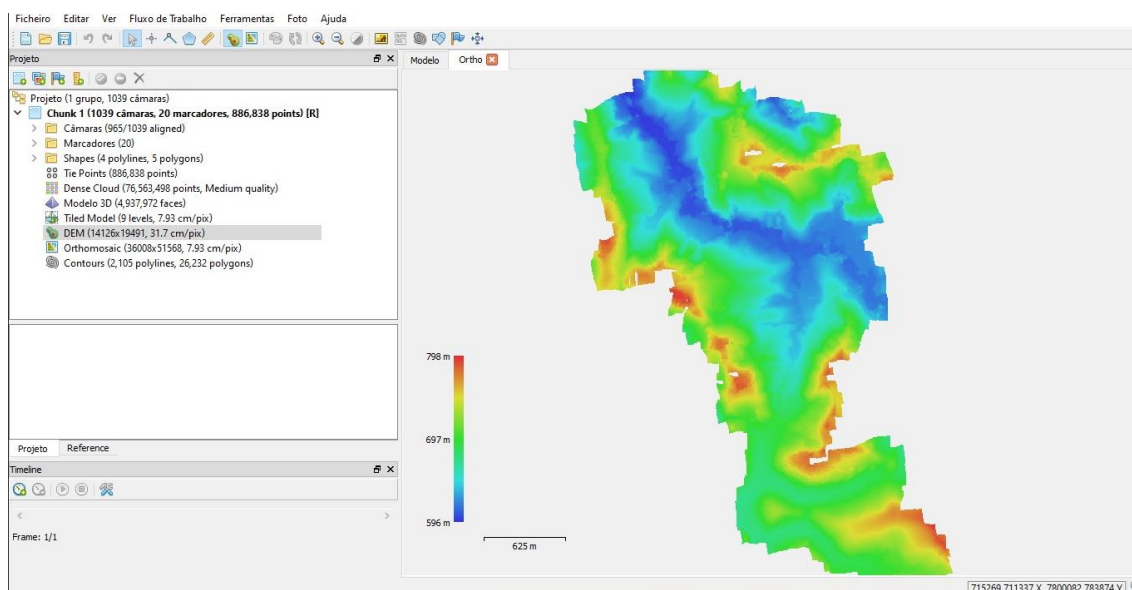 Ficheiro Editar Ver Fluxo de Trabalho Ferramentas Foto Ajuda
Projeto
Modelo Ortho
Projeto (1 grupo, 1039 câmaras)
Chunk 1 (1039 câmaras, 20 marcadores, 886,838 points) [R]
Câmaras (965/1039 aligned)
Marcadores (20)
Shapes (4 polylines, 5 polygons)
Tie Points (886,838 points)
Dense Cloud (76,563,498 points, Medium quality)
Modelo 3D (4,937,972 faces)
Tiled Model (9 levels, 7.93 cm/pix)
DEM (14126x19491, 31.7 cm/pix)
Orthomosaic (36008x51568, 7.93 cm/pix)
Contours (2,105 polylines, 26,232 polygons)
798 m
697 m
596 m
625 m
Projeto Reference
Timeline
Frame: 1/1
715269.711337 X 7800082.783874 Y